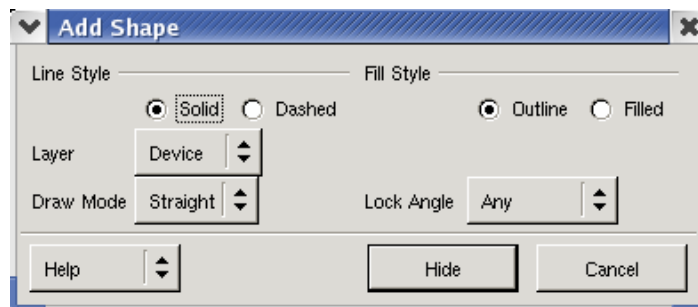 Add Shape
Line Style Fill Style
Solid Dashed Outline Filled
Layer Device
Draw Mode Straight Lock Angle Any
Help Hide Cancel